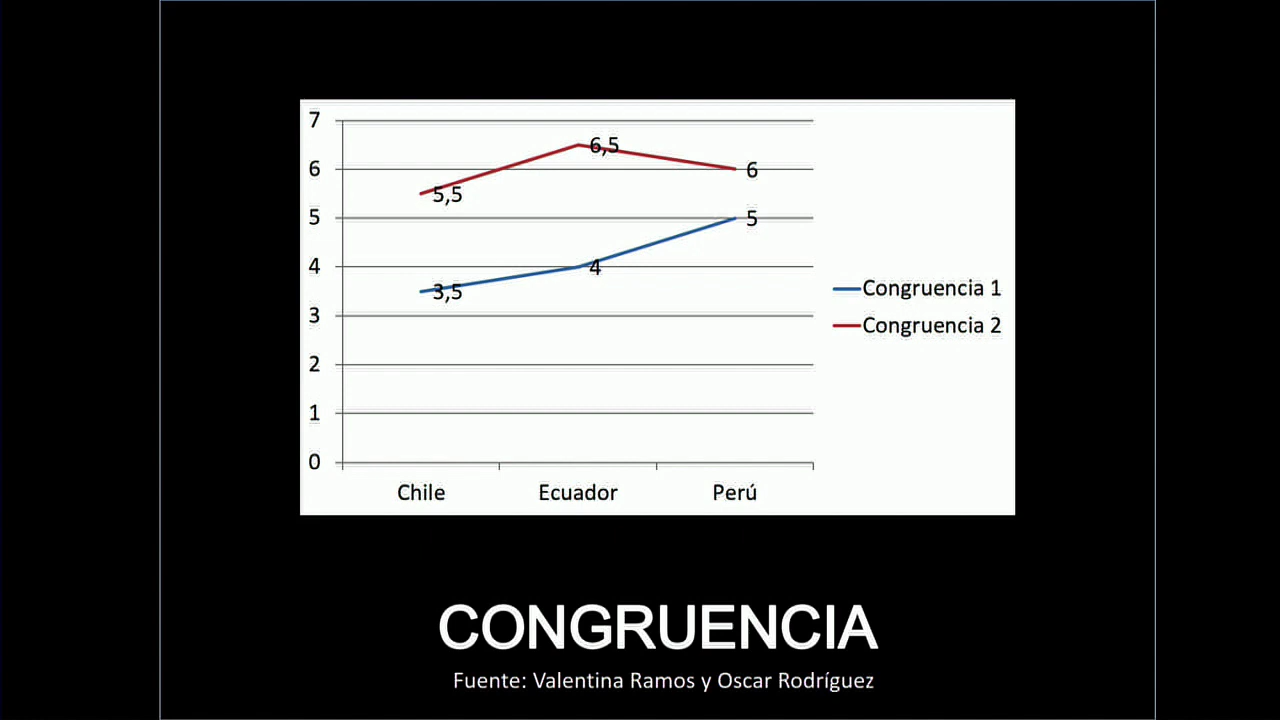 7
6
5
4
3
2
1
0
6,5
5,5
6
5
4
3,5
Chile Ecuador Perú
Congruencia 1
Congruencia 2
CONGRUENCIA
Fuente: Valentina Ramos y Oscar Rodríguez